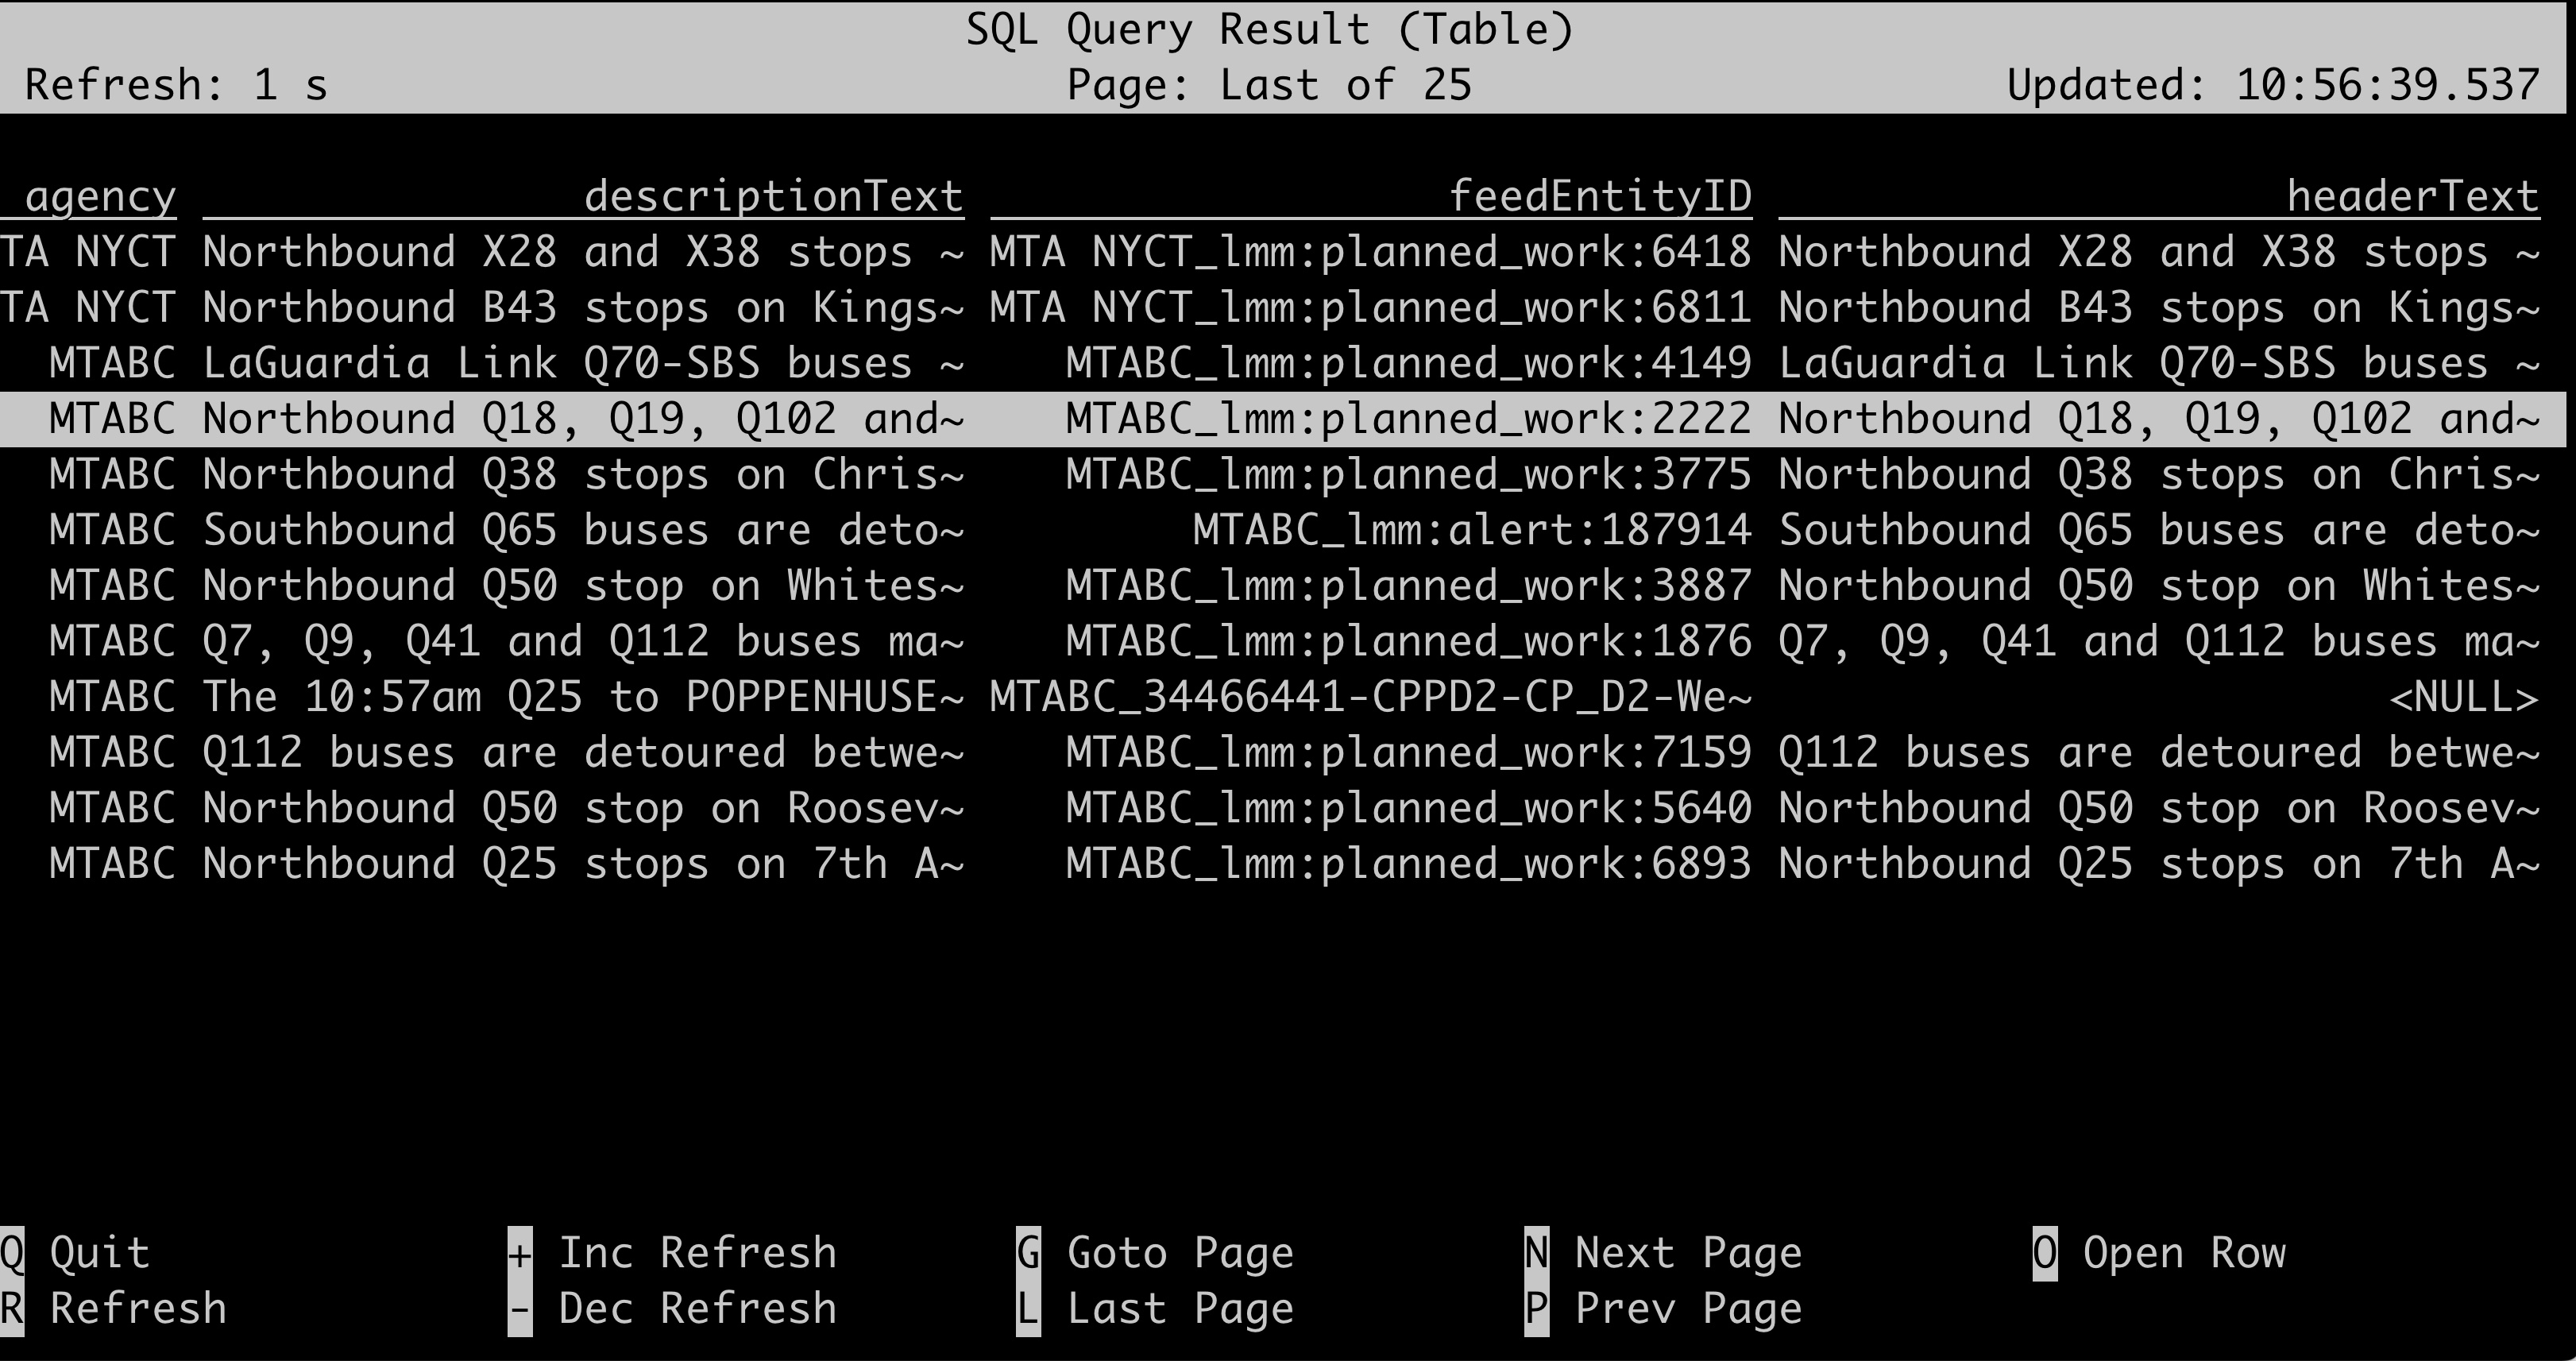 SQL Query Result (Table)
Refresh: 1 s Page: Last of 25 Updated: 10:56:39.537
agency descriptionText feedEntityID headerText
TA NYCT Northbound X28 and X38 stops ~ MTA NYCT_lmm:planned_work:6418 Northbound X28 and X38 stops ~
TA NYCT Northbound B43 stops on Kings~ MTA NYCT_lmm:planned_work:6811 Northbound B43 stops on Kings~
MTABC LaGuardia Link Q70-SBS buses ~ MTABC_lmm:planned_work:4149 LaGuardia Link Q70-SBS buses ~
MTABC Northbound Q18, Q19, Q102 and~ MTABC_lmm:planned_work:2222 Northbound Q18, Q19, Q102 and~
MTABC Northbound Q38 stops on Chris~ MTABC_lmm:planned_work:3775 Northbound Q38 stops on Chris~
MTABC Southbound Q65 buses are deto~ MTABC_lmm:alert:187914 Southbound Q65 buses are deto~
MTABC Northbound Q50 stop on Whites~ MTABC_lmm:planned_work:3887 Northbound Q50 stop on Whites~
MTABC Q7, Q9, Q41 and Q112 buses ma~ MTABC_lmm:planned_work:1876 Q7, Q9, Q41 and Q112 buses ma~
MTABC The 10:57am Q25 to POPPENHUSE~ MTABC_34466441-CPPD2-CP_D2-We~ <NULL>
MTABC Q112 buses are detoured betwe~ MTABC_lmm:planned_work:7159 Q112 buses are detoured betwe~
MTABC Northbound Q50 stop on Roosev~ MTABC_lmm:planned_work:5640 Northbound Q50 stop on Roosev~
MTABC Northbound Q25 stops on 7th A~ MTABC_lmm:planned_work:6893 Northbound Q25 stops on 7th A~
Q Quit + Inc Refresh G Goto Page N Next Page O Open Row
R Refresh - Dec Refresh L Last Page P Prev Page